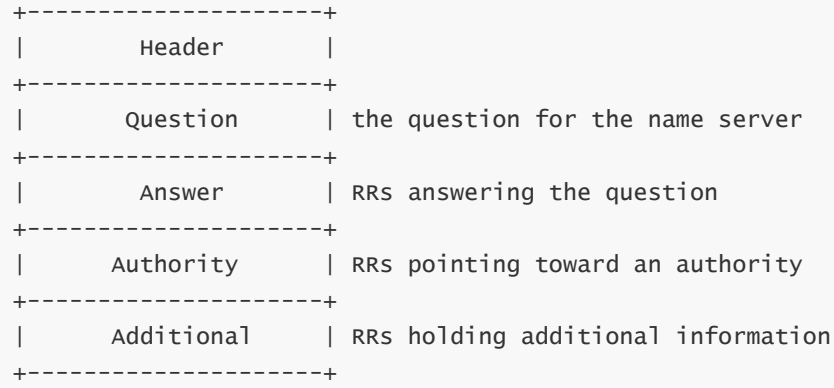 +---------------------+
|        Header       |
+---------------------+
|       Question      | the question for the name server
+---------------------+
|        Answer       | RRs answering the question
+---------------------+
|      Authority      | RRs pointing toward an authority
+---------------------+
|      Additional     | RRs holding additional information
+---------------------+